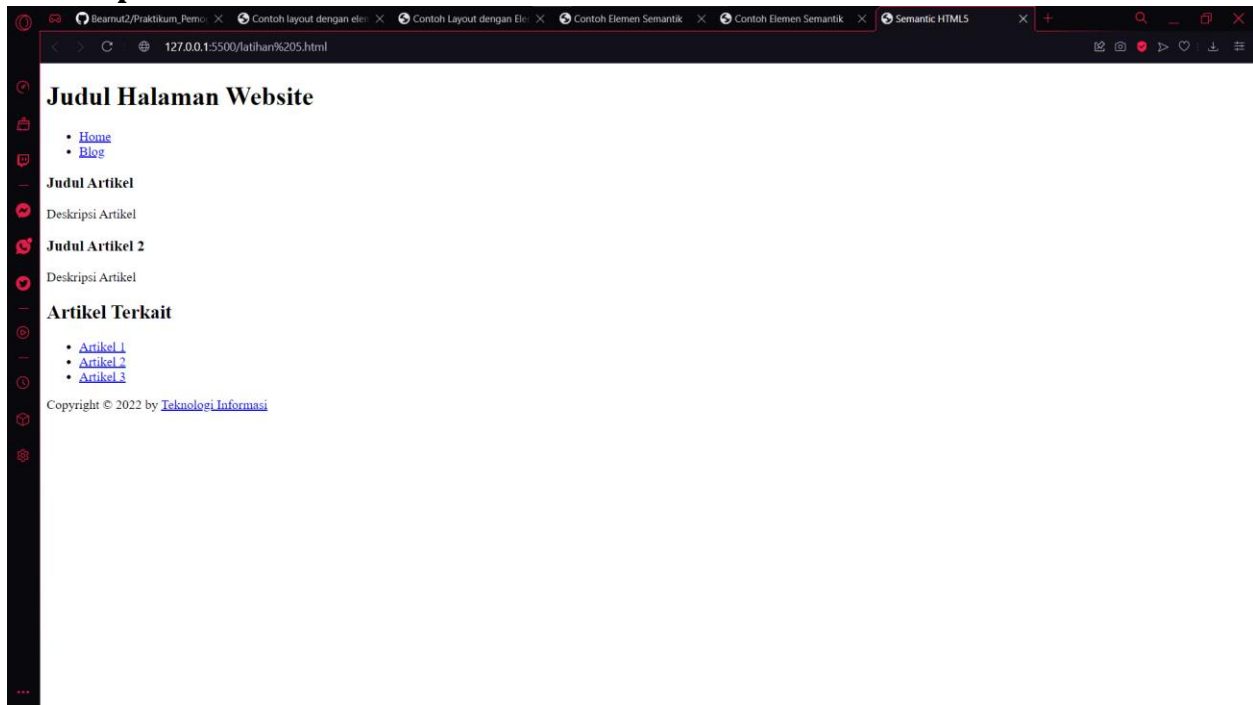 Bearnut2/Praktikum_Pemo
Contoh layout dengan elen
Contoh Layout dengan Ele
Contoh Elemen Semantik
Contoh Elemen Semantik
Semantic HTML5
127.0.0.1:5500/latihan%205.html
Judul Halaman Website
• Home
• Blog
Judul Artikel
Deskripsi Artikel
Judul Artikel 2
Deskripsi Artikel
Artikel Terkait
• Artikel 1
• Artikel 2
• Artikel 3
Copyright © 2022 by Teknologi Informasi